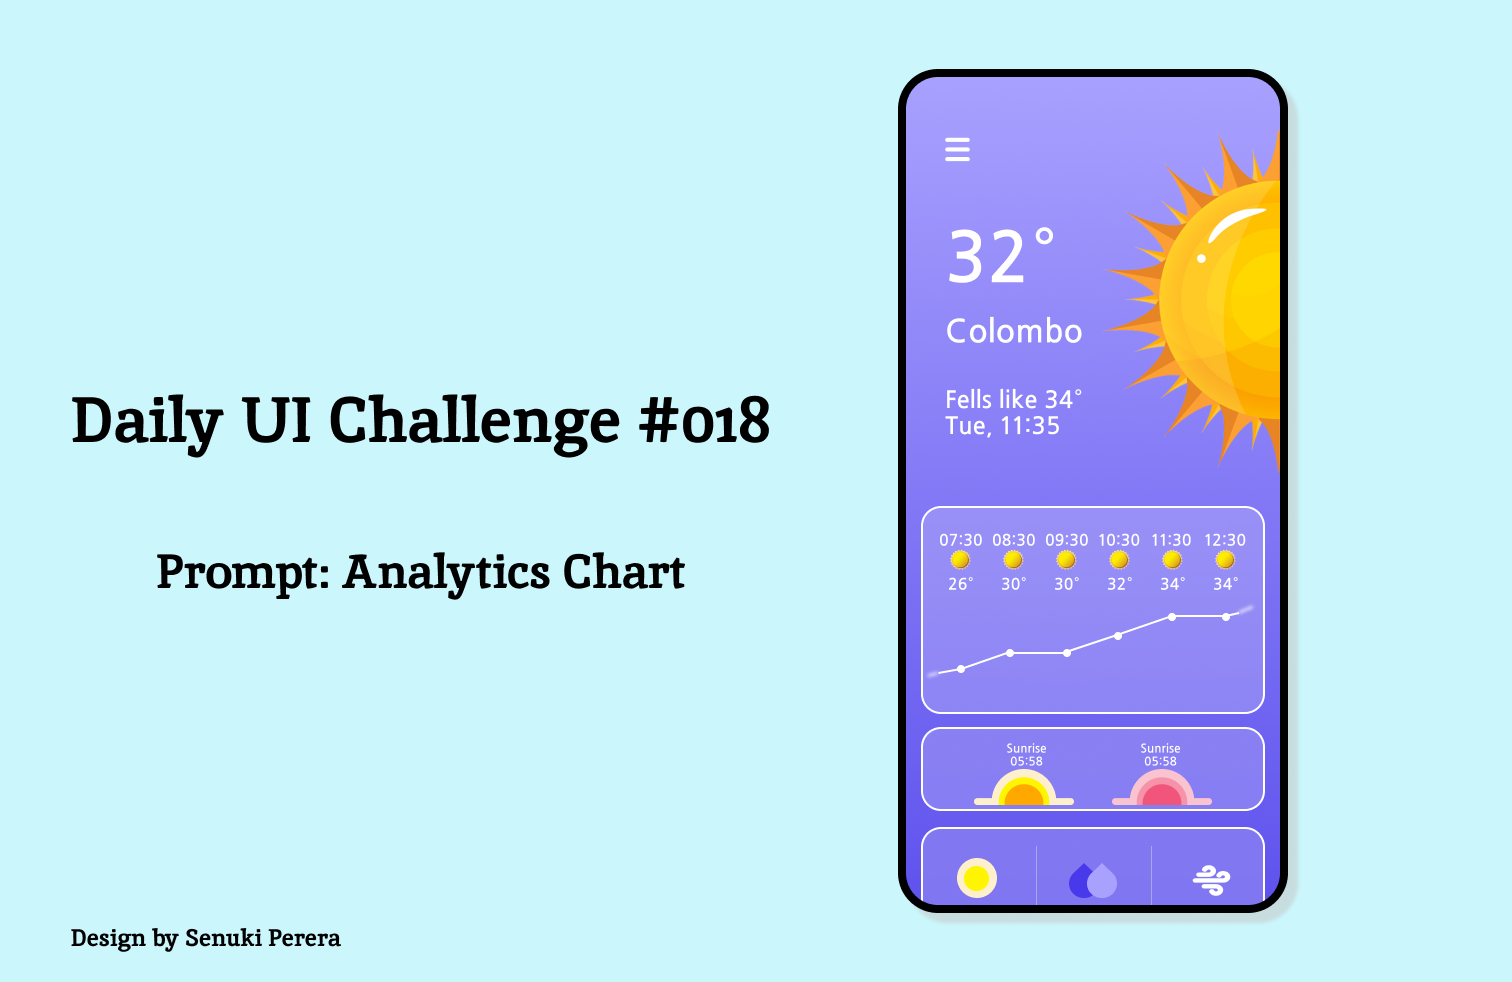 Daily UI Challenge #018
Prompt: Analytics Chart
Design by Senuki Perera
32°
Colombo
Fells like 34°
Tue, 11:35
07:30 08:30 09:30 10:30 11:30 12:30
26° 30° 30° 32° 34° 34°
Sunrise Sunrise
05:58 05:58